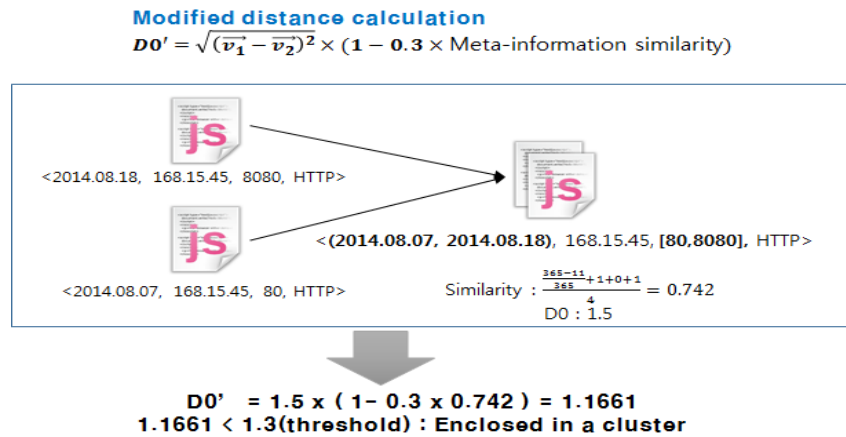 Modified distance calculation
D0' = √(v₁⃗ − v₂⃗)² × (1 − 0.3 × Meta-information similarity)
js
<2014.08.18, 168.15.45, 8080, HTTP>
js
<2014.08.07, 168.15.45, 80, HTTP>
js
<(2014.08.07, 2014.08.18), 168.15.45, [80,8080], HTTP>
Similarity : ((365−11)/365+1+0+1)/4 = 0.742
D0 : 1.5
D0' = 1.5 x ( 1- 0.3 x 0.742 ) = 1.1661
1.1661 < 1.3(threshold) : Enclosed in a cluster